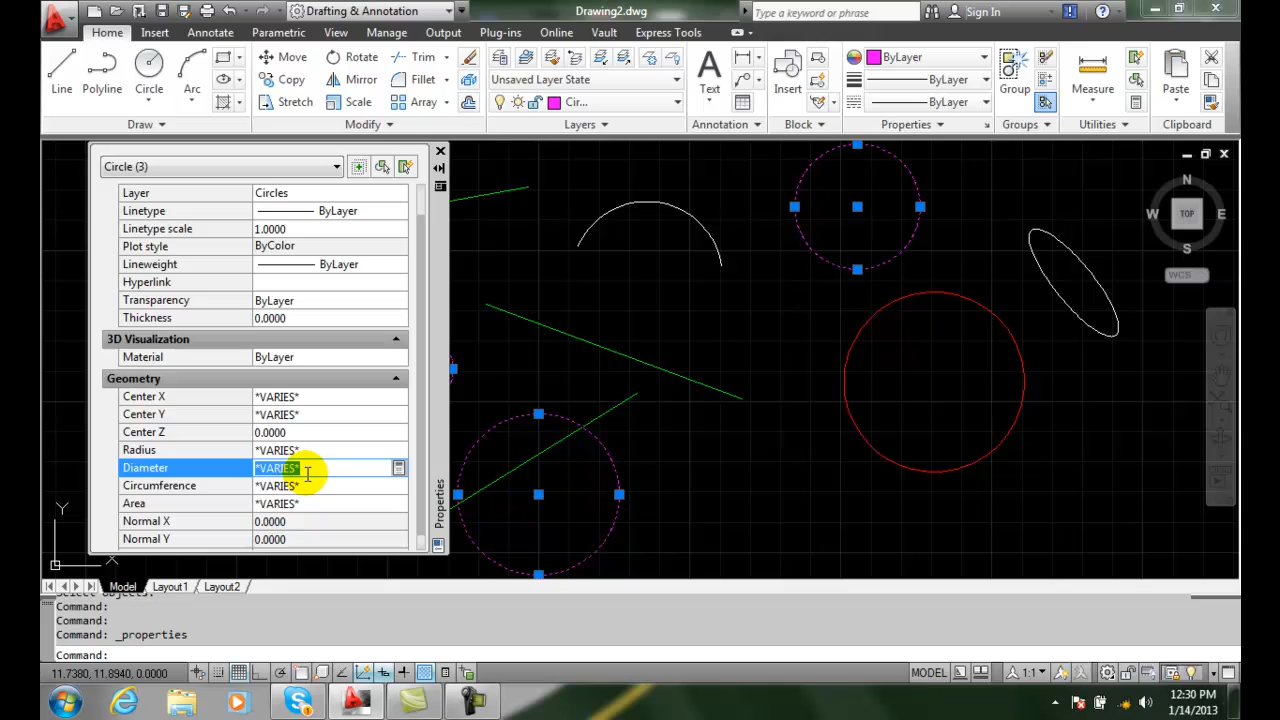 Drafting & Annotation
Drawing2.dwg
Type a keyword or phrase
Sign In
Home Insert Annotate Parametric View Manage Output Plug-ins Online Vault Express Tools
Line Polyline Circle Arc
Move Rotate Trim
Copy Mirror Fillet
Stretch Scale Array
Unsaved Layer State
Cir...
Text
Insert
ByLayer
ByLayer
ByLayer
Group
Measure
Paste
Draw Modify Layers Annotation Block Properties Groups Utilities Clipboard
Circle (3)
Layer Circles
Linetype ByLayer
Linetype scale 1.0000
Plot style ByColor
Lineweight ByLayer
Hyperlink
Transparency ByLayer
Thickness 0.0000
3D Visualization
Material ByLayer
Geometry
Center X *VARIES*
Center Y *VARIES*
Center Z 0.0000
Radius *VARIES*
Diameter *VARIES*
Circumference *VARIES*
Area *VARIES*
Normal X 0.0000
Normal Y 0.0000
Properties
N
W TOP E
S
WCS
Y
X
Model Layout1 Layout2
Select objects:
Command:
Command:
Command: _properties
Command:
11.7380, 11.8940, 0.0000
MODEL
1:1
12:30 PM
1/14/2013